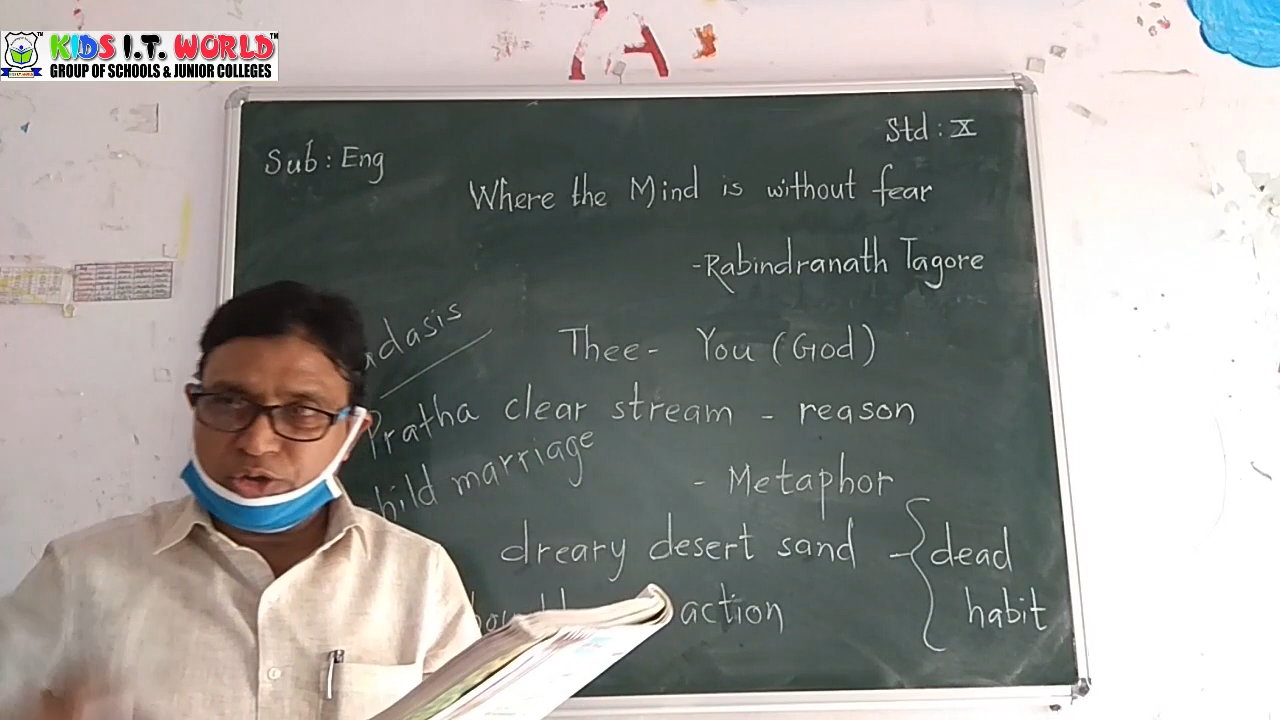 KIDS I.T. WORLD
GROUP OF SCHOOLS & JUNIOR COLLEGES
Sub : Eng
Std : X
Where the Mind is without fear
- Rabindranath Tagore
Thee - You (God)
Pratha clear stream - reason
marriage
- Metaphor
dreary desert sand - { dead
habit
action